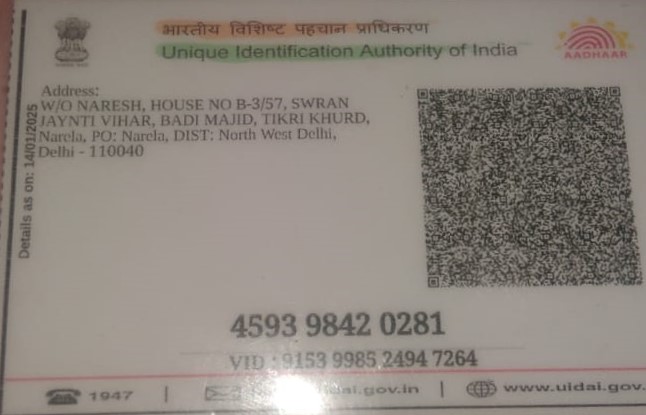 भारतीय विशिष्ट पहचान प्राधिकरण
Unique Identification Authority of India
AADHAAR
Details as on: 14/01/2025
Address:
W/O NARESH, HOUSE NO B-3/57, SWRAN
JAYNTI VIHAR, BADI MAJID, TIKRI KHURD,
Narela, PO: Narela, DIST: North West Delhi,
Delhi - 110040
4593 9842 0281
VID : 9153 9985 2494 7264
1947 | | www.uidai.gov.